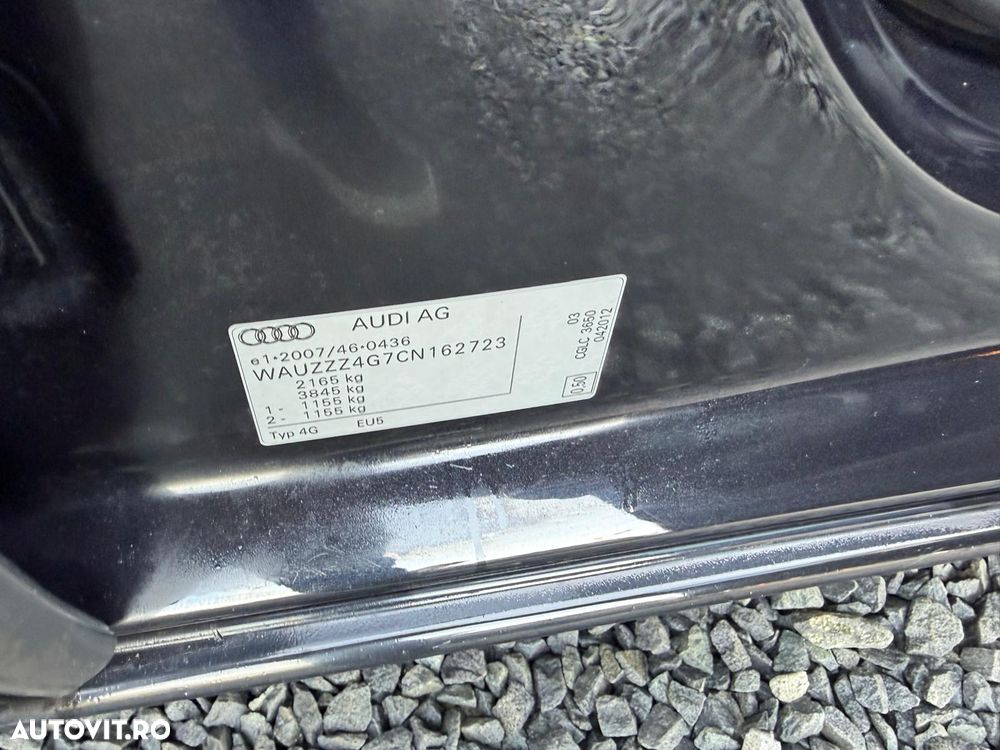 AUDI AG
e1*2007/46*0436
WAUZZZ4G7CN162723
2165 kg
3845 kg
1 - 1155 kg
2 - 1155 kg
Typ 4G EU5
0,50
03
CGLC 3650
042012
AUTOVIT.RO